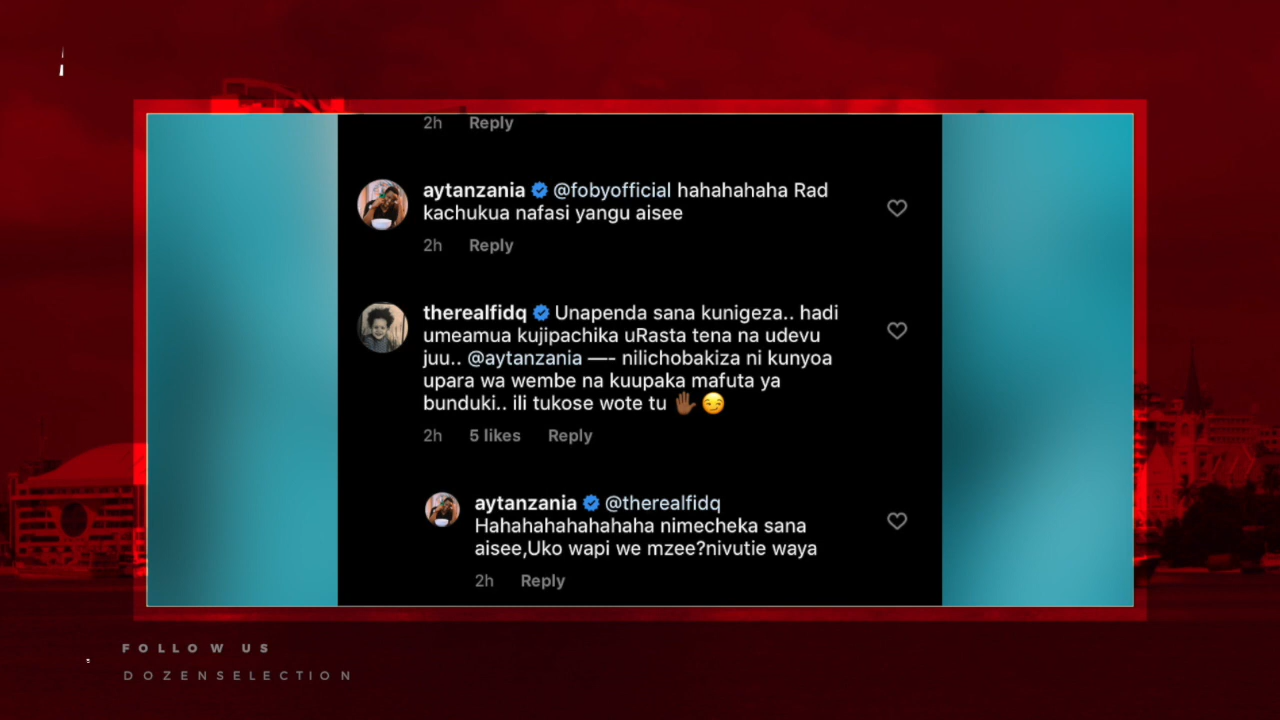 2h Reply
aytanzania @fobyofficial hahahahaha Rad
kachukua nafasi yangu aisee
2h Reply
therealfidq Unapenda sana kunigeza.. hadi
umeamua kujipachika uRasta tena na udevu
juu.. @aytanzania —-- nilichobakiza ni kunyoa
upara wa wembe na kuupaka mafuta ya
bunduki.. ili tukose wote tu 🤚🏾😏
2h 5 likes Reply
aytanzania @therealfidq
Hahahahahahahaha nimecheka sana
aisee,Uko wapi we mzee?nivutie waya
2h Reply
FOLLOW US
DOZENSELECTION